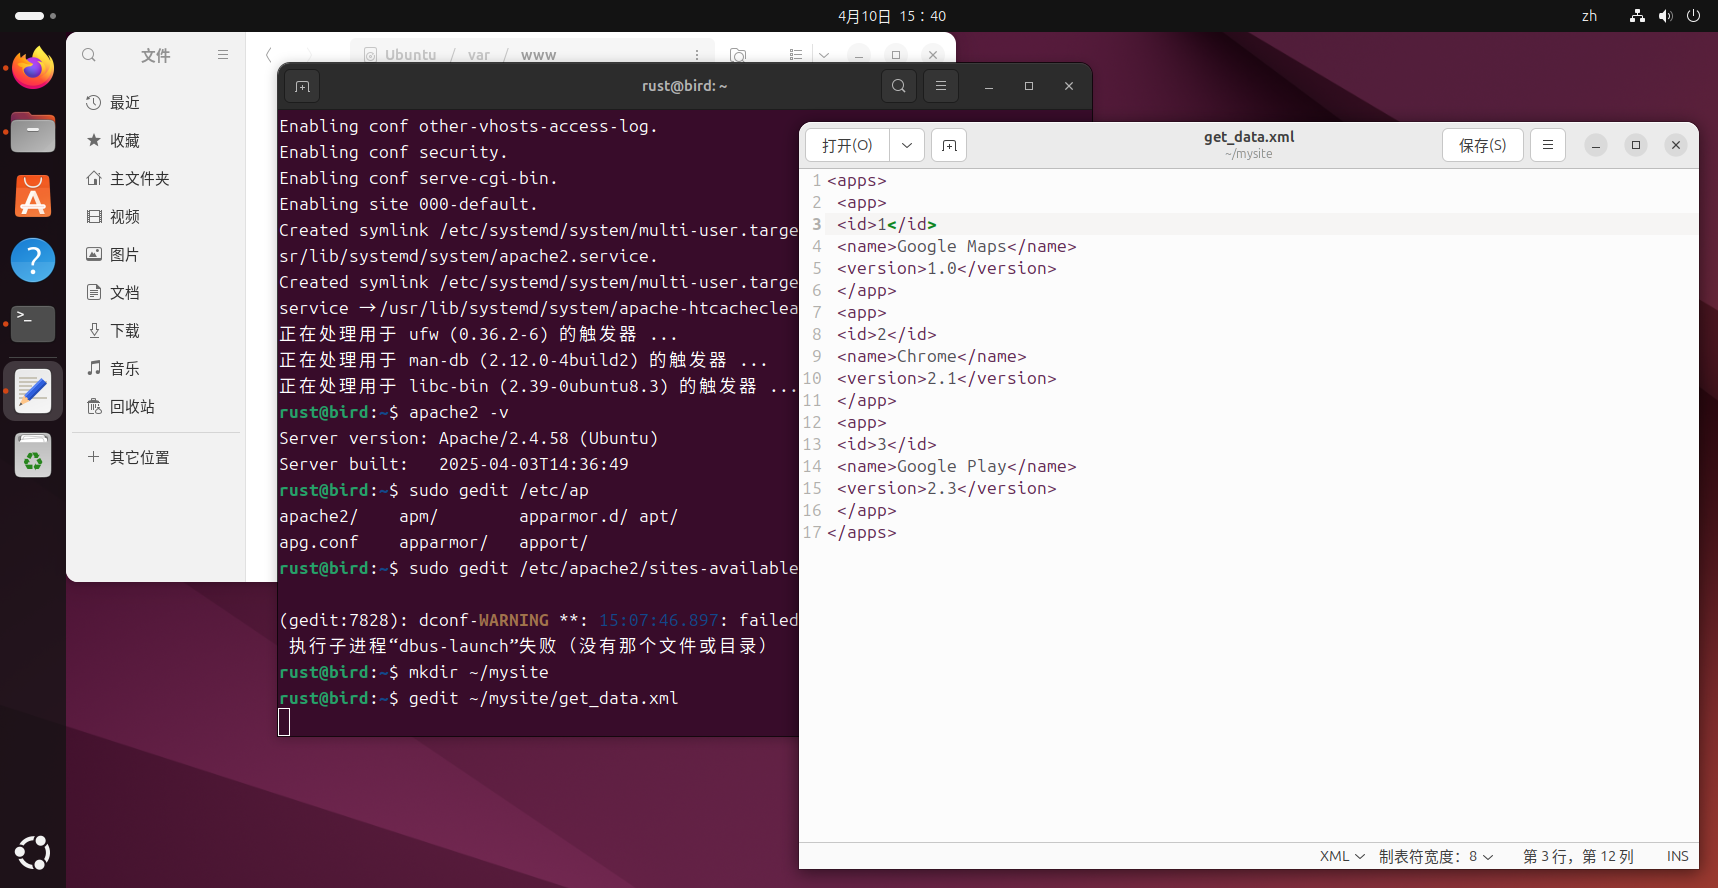 4月10日 15：40
zh
文件
Ubuntu / var / www
最近
收藏
主文件夹
视频
图片
文档
下载
音乐
回收站
其它位置
rust@bird: ~
Enabling conf other-vhosts-access-log.
Enabling conf security.
Enabling conf serve-cgi-bin.
Enabling site 000-default.
Created symlink /etc/systemd/system/multi-user.targe
sr/lib/systemd/system/apache2.service.
Created symlink /etc/systemd/system/multi-user.targe
service →/usr/lib/systemd/system/apache-htcacheclea
正在处理用于 ufw (0.36.2-6) 的触发器 ...
正在处理用于 man-db (2.12.0-4build2) 的触发器 ...
正在处理用于 libc-bin (2.39-0ubuntu8.3) 的触发器 ...
rust@bird:~$ apache2 -v
Server version: Apache/2.4.58 (Ubuntu)
Server built:   2025-04-03T14:36:49
rust@bird:~$ sudo gedit /etc/ap
apache2/    apm/        apparmor.d/ apt/
apg.conf    apparmor/   apport/
rust@bird:~$ sudo gedit /etc/apache2/sites-available
(gedit:7828): dconf-WARNING **: 15:07:46.897: failed
执行子进程“dbus-launch”失败（没有那个文件或目录）
rust@bird:~$ mkdir ~/mysite
rust@bird:~$ gedit ~/mysite/get_data.xml
打开(O)
get_data.xml
~/mysite
保存(S)
1 <apps>
2 <app>
3 <id>1</id>
4 <name>Google Maps</name>
5 <version>1.0</version>
6 </app>
7 <app>
8 <id>2</id>
9 <name>Chrome</name>
10 <version>2.1</version>
11 </app>
12 <app>
13 <id>3</id>
14 <name>Google Play</name>
15 <version>2.3</version>
16 </app>
17 </apps>
XML 制表符宽度：8 第 3 行，第 12 列 INS